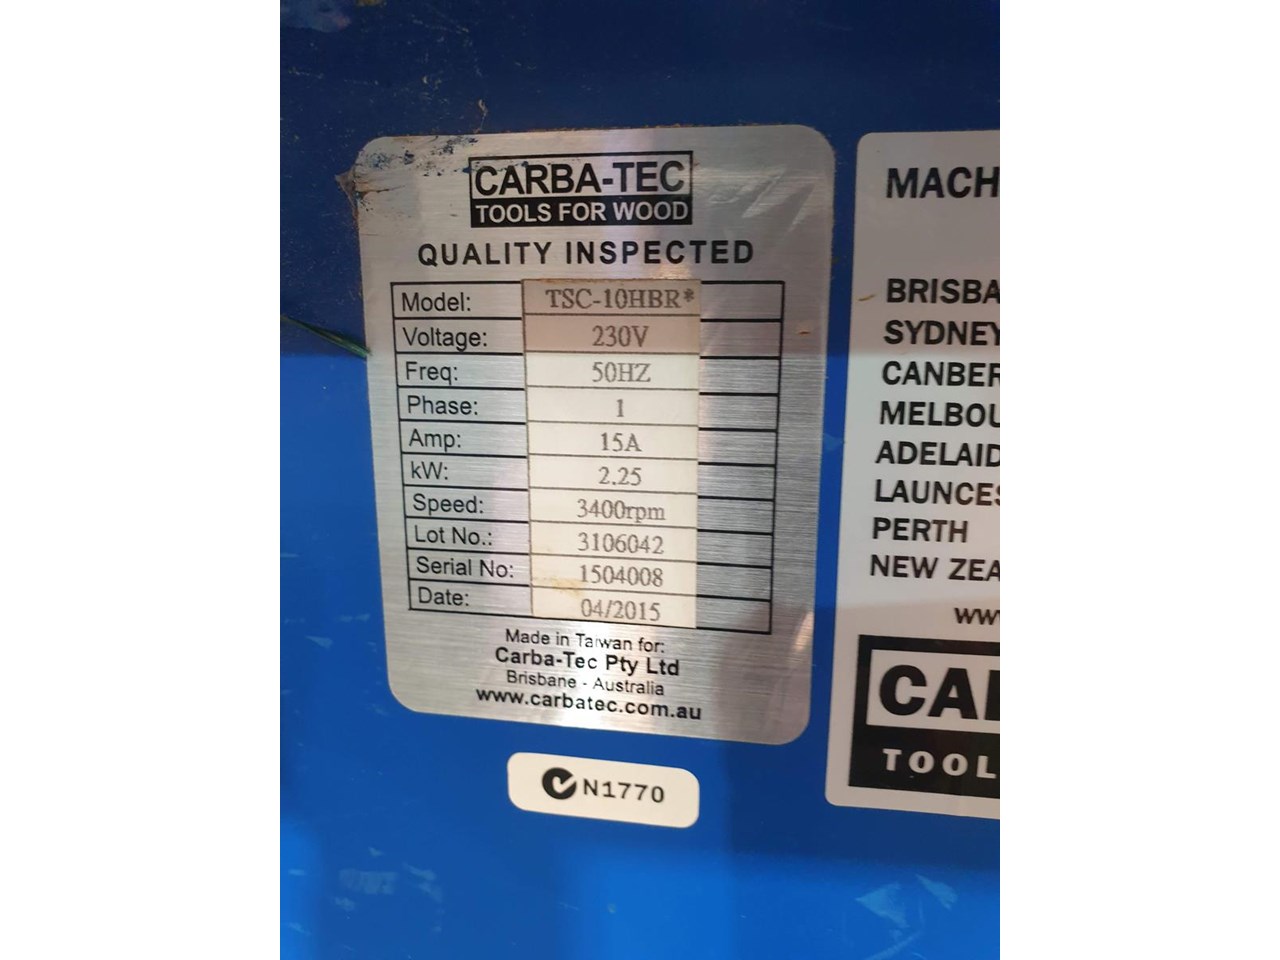 CARBA-TEC
TOOLS FOR WOOD
QUALITY INSPECTED
Model: TSC-10HBR*
Voltage: 230V
Freq: 50HZ
Phase: 1
Amp: 15A
kW: 2.25
Speed: 3400rpm
Lot No.: 3106042
Serial No: 1504008
Date: 04/2015
Made in Taiwan for:
Carba-Tec Pty Ltd
Brisbane - Australia
www.carbatec.com.au
N1770
MACH
BRISBA
SYDNEY
CANBER
MELBOU
ADELAID
LAUNCES
PERTH
NEW ZEA
ww
CAR
TOOL